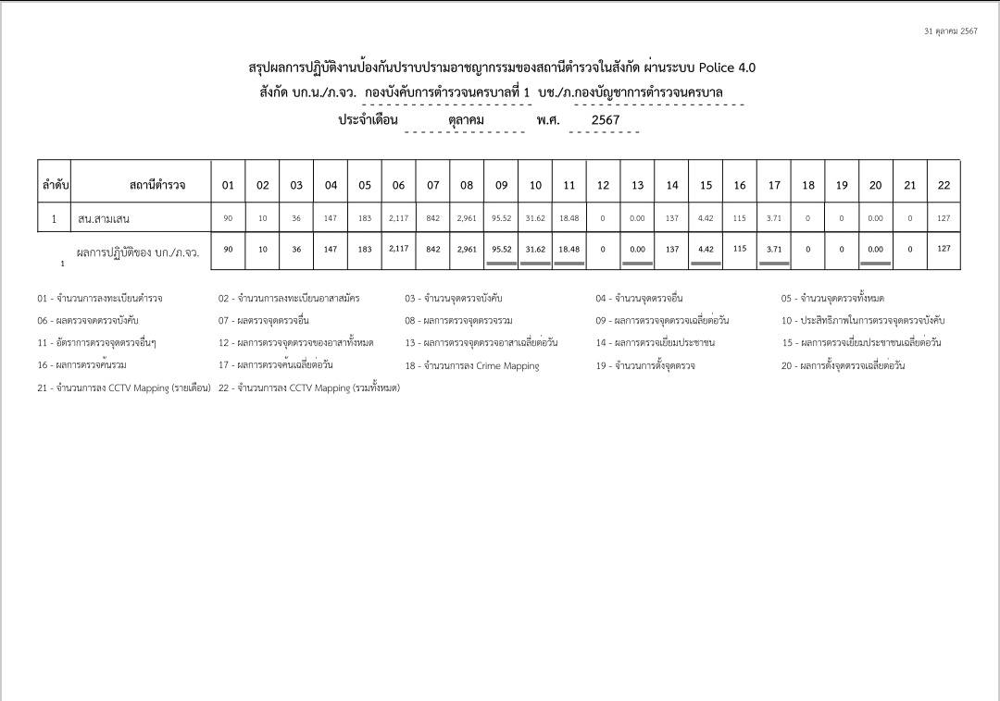 31 ตุลาคม 2567
สรุปผลการปฏิบัติงานป้องกันปราบปรามอาชญากรรมของสถานีตำรวจในสังกัด ผ่านระบบ Police 4.0
สังกัด บก.น./ภ.จว. กองบังคับการตำรวจนครบาลที่ 1 บช./ภ.กองบัญชาการตำรวจนครบาล
ประจำเดือน ตุลาคม พ.ศ. 2567
ลำดับ สถานีตำรวจ 01 02 03 04 05 06 07 08 09 10 11 12 13 14 15 16 17 18 19 20 21 22
1 สน.สามเสน 90 10 36 147 183 2,117 842 2,961 95.52 31.62 18.48 0 0.00 137 4.42 115 3.71 0 0 0.00 0 127
ผลการปฏิบัติของ บก./ภ.จว. 90 10 36 147 183 2,117 842 2,961 95.52 31.62 18.48 0 0.00 137 4.42 115 3.71 0 0 0.00 0 127
1
01 - จำนวนการลงทะเบียนตำรวจ 02 - จำนวนการลงทะเบียนอาสาสมัคร 03 - จำนวนจุดตรวจบังคับ 04 - จำนวนจุดตรวจอื่น 05 - จำนวนจุดตรวจทั้งหมด
06 - ผลตรวจจดตรวจบังคับ 07 - ผลตรวจจุดตรวจอื่น 08 - ผลการตรวจจุดตรวจรวม 09 - ผลการตรวจจุดตรวจเฉลี่ยต่อวัน 10 - ประสิทธิภาพในการตรวจจุดตรวจบังคับ
11 - อัตราการตรวจจุดตรวจอื่นๆ 12 - ผลการตรวจจุดตรวจของอาสาทั้งหมด 13 - ผลการตรวจจุดตรวจอาสาเฉลี่ยต่อวัน 14 - ผลการตรวจเยี่ยมประชาชน 15 - ผลการตรวจเยี่ยมประชาชนเฉลี่ยต่อวัน
16 - ผลการตรวจค้นรวม 17 - ผลการตรวจค้นเฉลี่ยต่อวัน 18 - จำนวนการลง Crime Mapping 19 - จำนวนการตั้งจุดตรวจ 20 - ผลการตั้งจุดตรวจเฉลี่ยต่อวัน
21 - จำนวนการลง CCTV Mapping (รายเดือน) 22 - จำนวนการลง CCTV Mapping (รวมทั้งหมด)